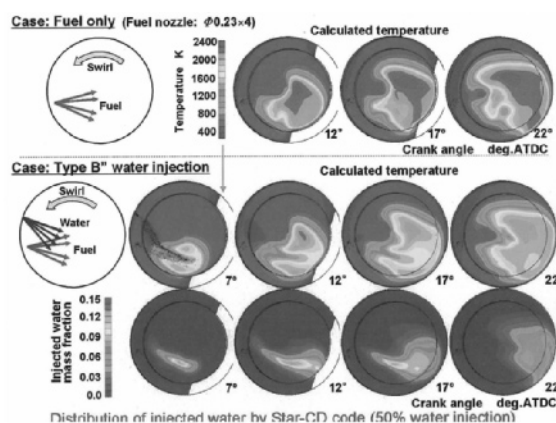 Case: Fuel only (Fuel nozzle: Φ0.23×4)
Calculated temperature
Swirl
Fuel
Temperature K
2400
2000
1600
1200
800
400
12°
17°
22°
Crank angle deg.ATDC
Case: Type B" water injection
Calculated temperature
Swirl
Water
Fuel
7°
12°
17°
22
Injected water
mass fraction
0.15
0.12
0.09
0.06
0.03
0.0
7°
12°
17°
22
Crank angle deg.ATDC
Distribution of injected water by Star-CD code (50% water injection)